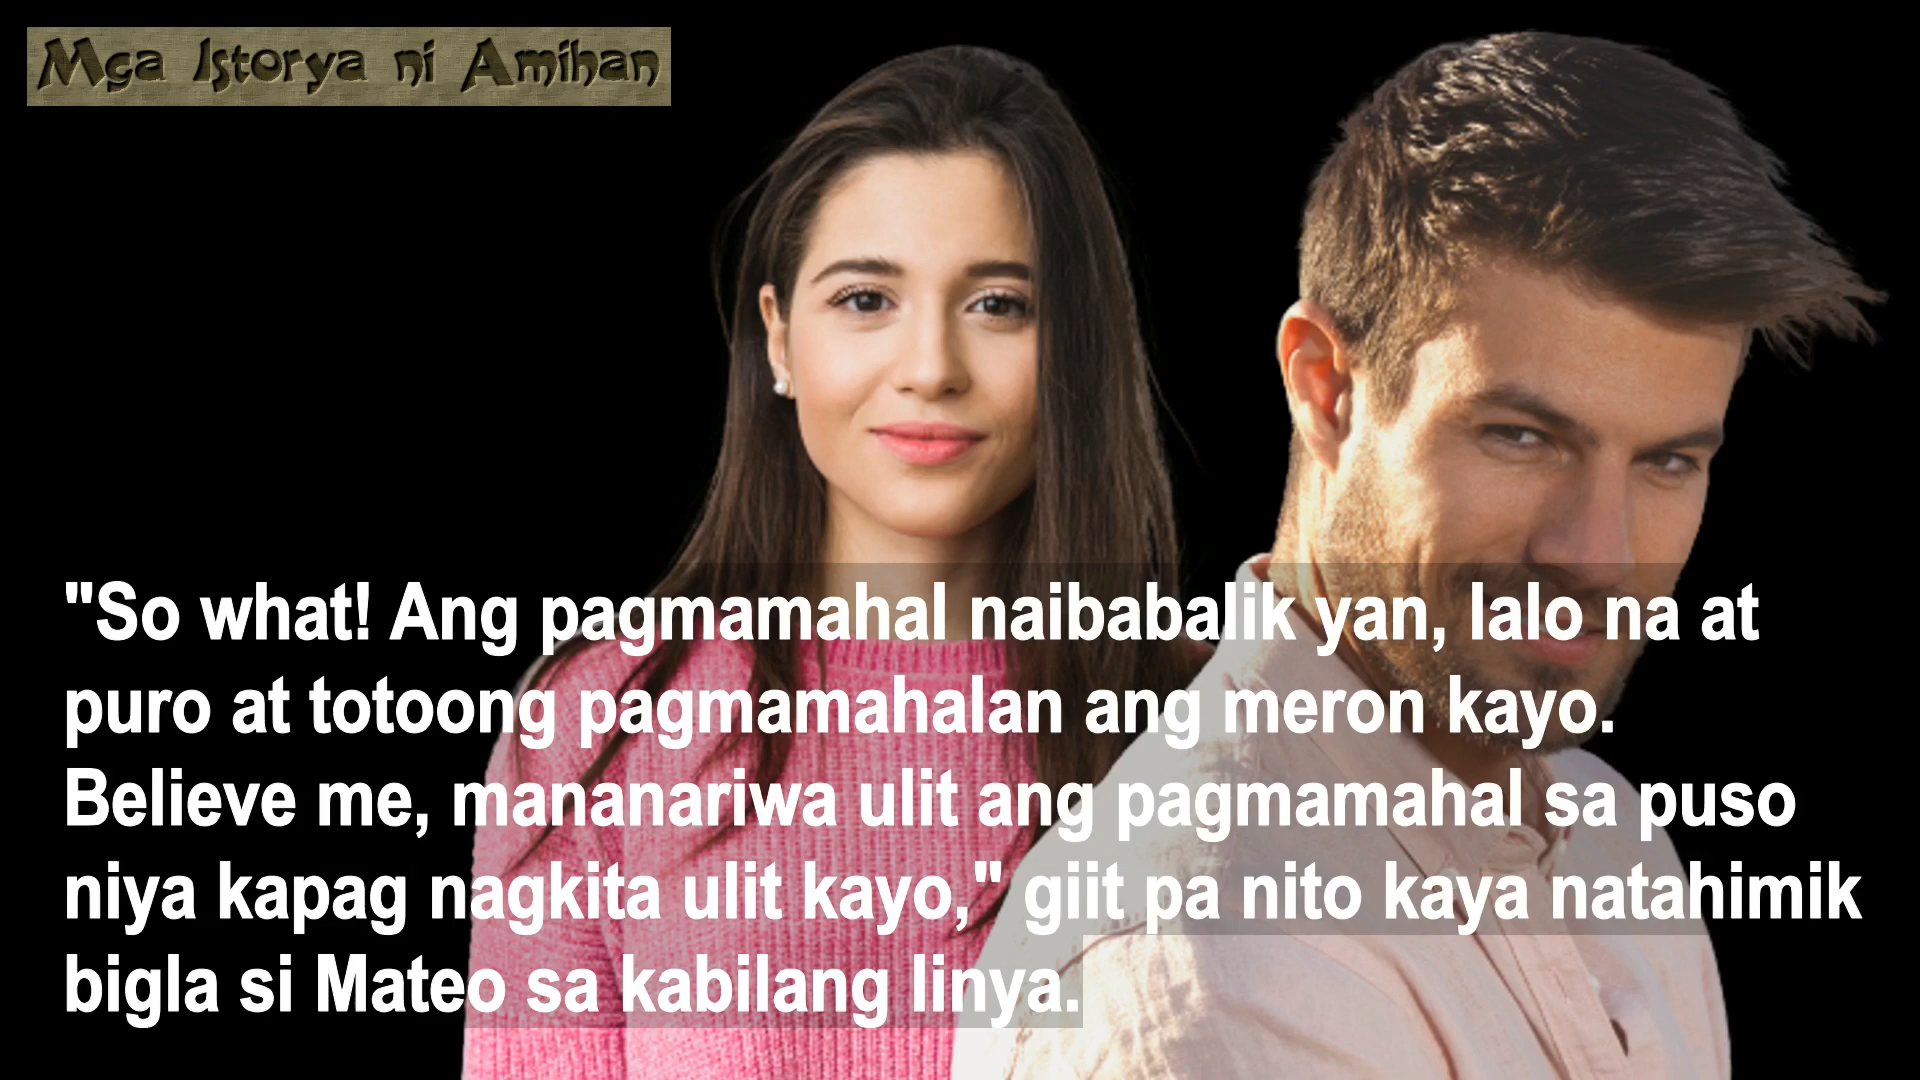 Mga Istorya ni Amihan
"So what! Ang pagmamahal naibabalik yan, lalo na at
puro at totoong pagmamahalan ang meron kayo.
Believe me, mananariwa ulit ang pagmamahal sa puso
niya kapag nagkita ulit kayo," giit pa nito kaya natahimik
bigla si Mateo sa kabilang linya.